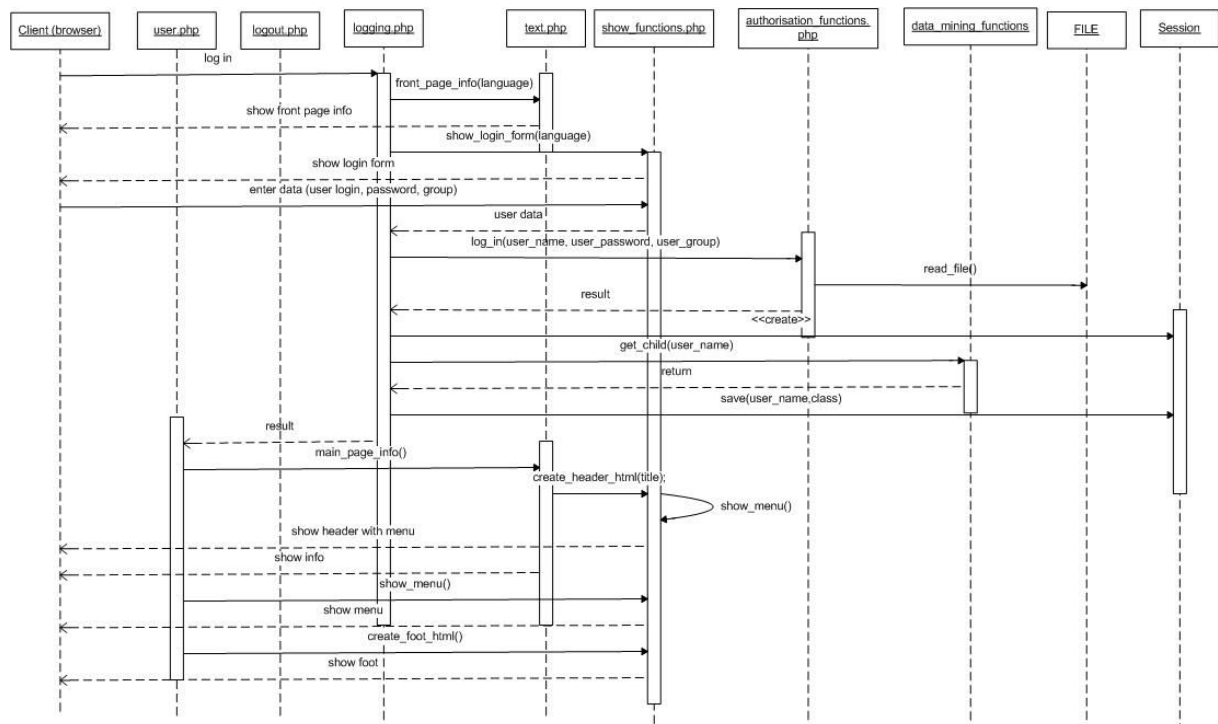 Client (browser)
user.php
logout.php
logging.php
text.php
show_functions.php
authorisation_functions.
php
data_mining_functions
FILE
Session
log in
front_page_info(language)
show front page info
show_login_form(language)
show login form
enter data (user login, password, group)
user data
log_in(user_name, user_password, user_group)
read_file()
result
<<create>>
get_child(user_name)
return
save(user_name,class)
result
main_page_info()
create_header_html(title);
show_menu()
show header with menu
show info
show_menu()
show menu
create_foot_html()
show foot